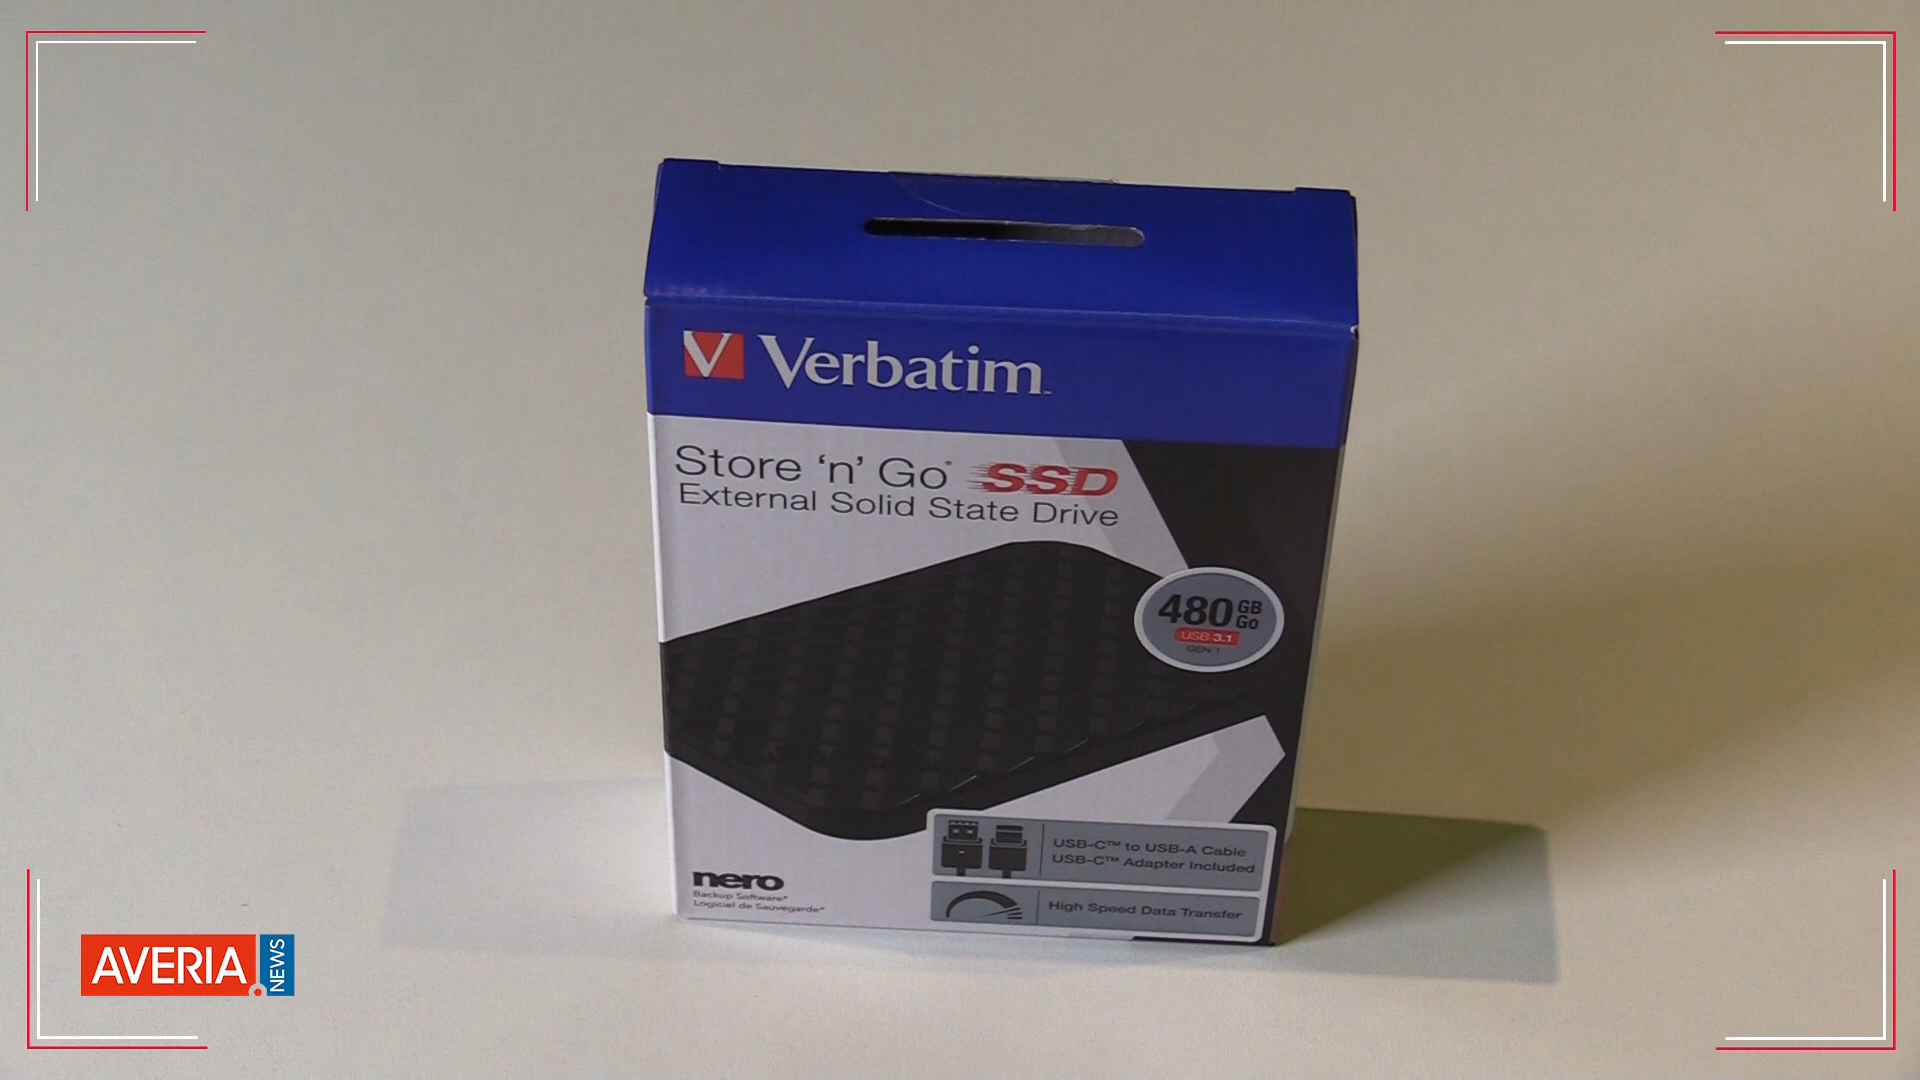 Verbatim™
Store 'n' Go® SSD
External Solid State Drive
480 GB
Go
USB 3.1
GEN 1
USB-C™ to USB-A Cable
USB-C™ Adapter Included
High Speed Data Transfer
nero
Backup Software*
Logiciel de Sauvegarde*
AVERIA.
NEWS